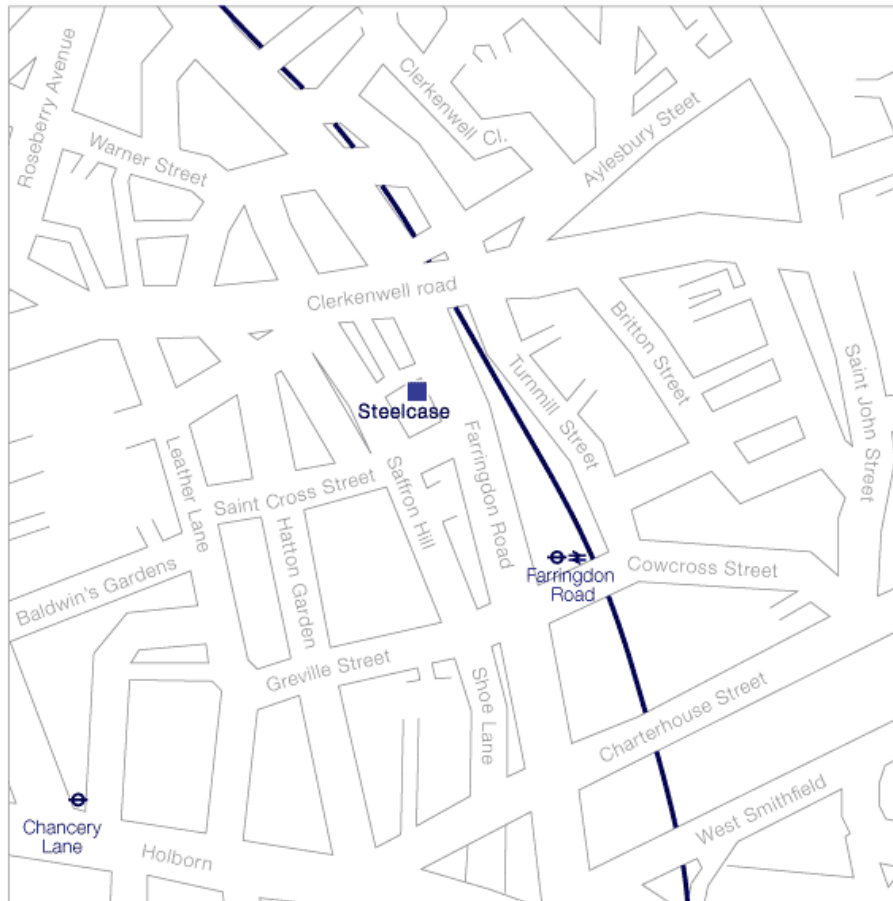 Roseberry Avenue
Warner Street
Clerkenwell Cl.
Aylesbury Steet
Clerkenwell road
Britton Street
Turnmill Street
Saint John Street
Steelcase
Leather Lane
Saint Cross Street
Saffron Hill
Farringdon Road
Hatton Garden
Baldwin's Gardens
Farringdon
Road
Cowcross Street
Greville Street
Shoe Lane
Charterhouse Street
West Smithfield
Chancery
Lane
Holborn